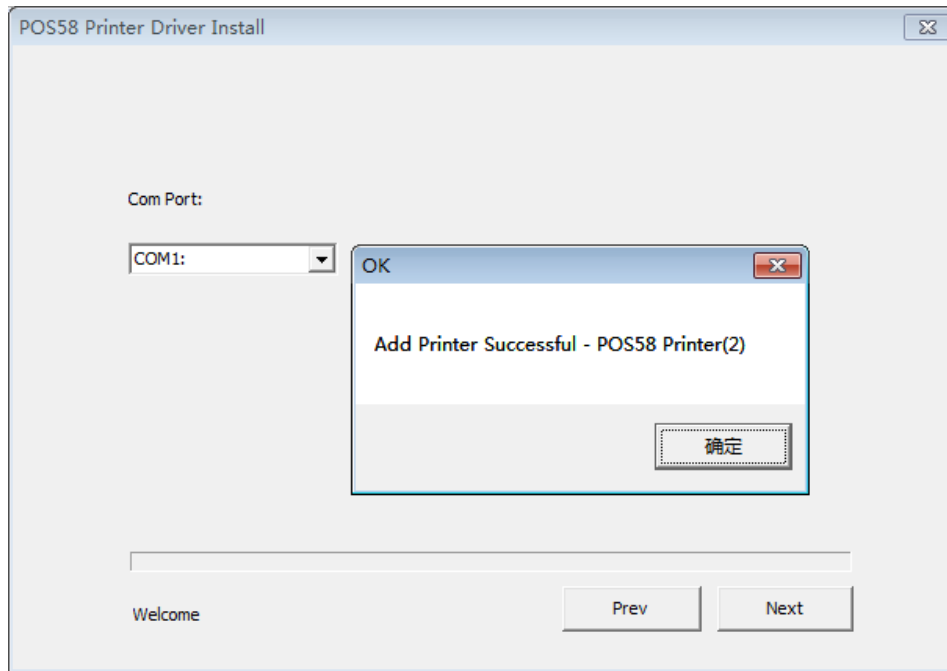 POS58 Printer Driver Install
Com Port:
COM1:
OK
Add Printer Successful - POS58 Printer(2)
确定
Welcome
Prev
Next